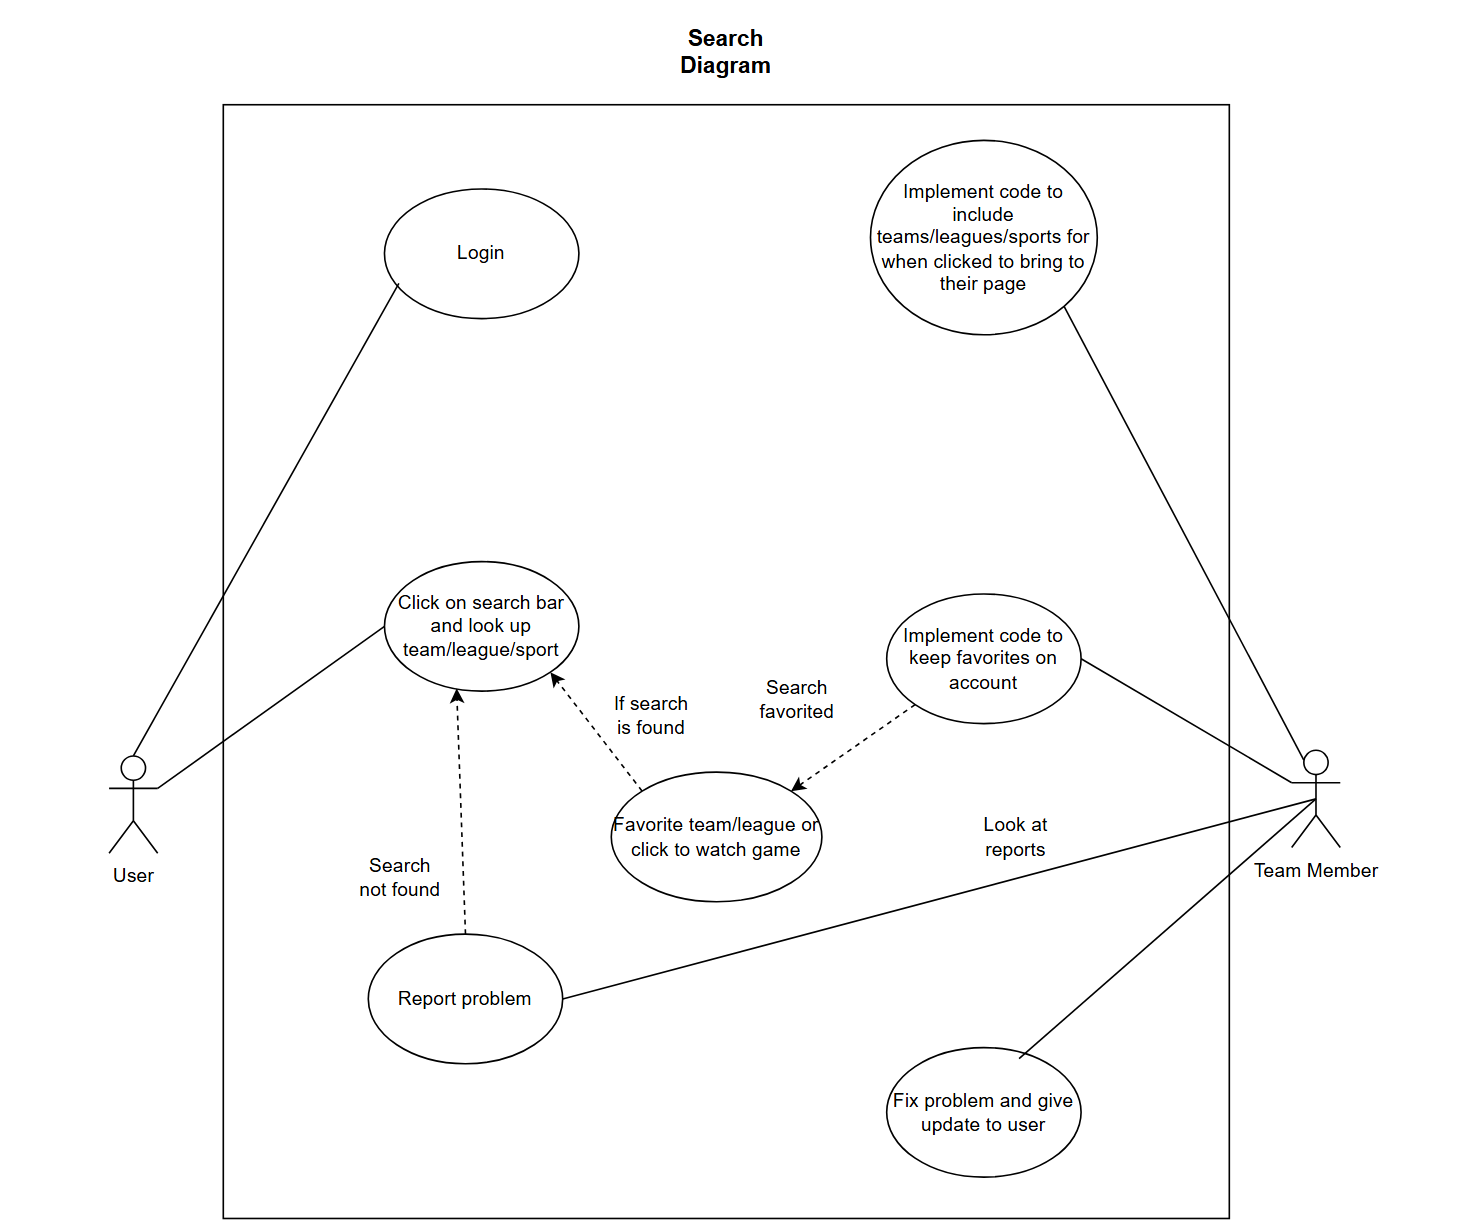 Search
Diagram
Login
Implement code to
include
teams/leagues/sports for
when clicked to bring to
their page
Click on search bar
and look up
team/league/sport
Implement code to
keep favorites on
account
If search
is found
Search
favorited
Favorite team/league or
click to watch game
Look at
reports
Search
not found
User
Team Member
Report problem
Fix problem and give
update to user